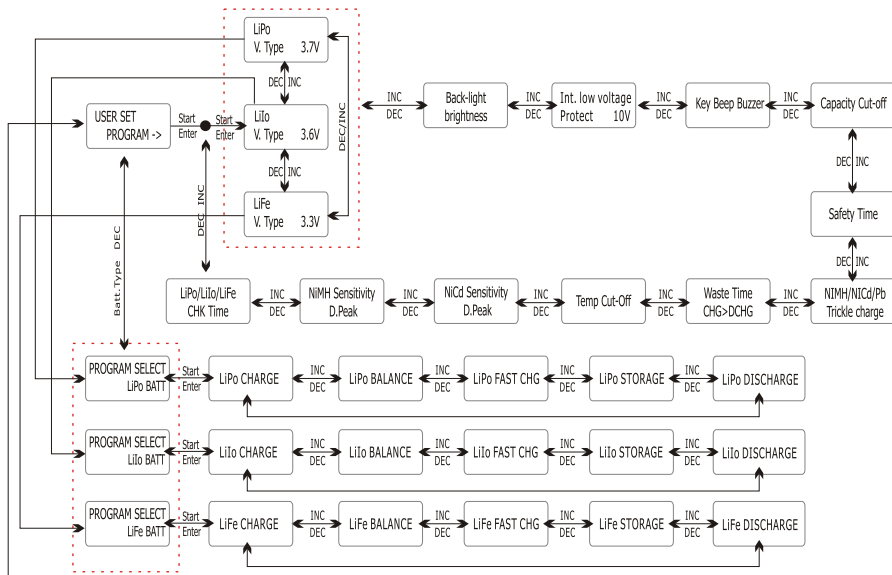 LiPo
V. Type 3.7V
DEC INC
USER SET
PROGRAM ->
Start
Enter
Start
Enter
LiIo
V. Type 3.6V
DEC INC
LiFe
V. Type 3.3V
DEC/INC
INC
DEC
Back-light
brightness
INC
DEC
Int. low voltage
Protect 10V
INC
DEC
Key Beep Buzzer
INC
DEC
Capacity Cut-off
DEC INC
Safety Time
DEC INC
DEC INC
Batt.Type DEC
LiPo/LiIo/LiFe
CHK Time
INC
DEC
NiMH Sensitivity
D.Peak
INC
DEC
NiCd Sensitivity
D.Peak
INC
DEC
Temp Cut-Off
INC
DEC
Waste Time
CHG>DCHG
INC
DEC
NIMH/NICd/Pb
Trickle charge
PROGRAM SELECT
LiPo BATT
Start
Enter
LiPo CHARGE
INC
DEC
LiPo BALANCE
INC
DEC
LiPo FAST CHG
INC
DEC
LiPo STORAGE
INC
DEC
LiPo DISCHARGE
PROGRAM SELECT
LiIo BATT
Start
Enter
LiIo CHARGE
INC
DEC
LiIo BALANCE
INC
DEC
LiIo FAST CHG
INC
DEC
LiIo STORAGE
INC
DEC
LiIo DISCHARGE
PROGRAM SELECT
LiFe BATT
Start
Enter
LiFe CHARGE
INC
DEC
LiFe BALANCE
INC
DEC
LiFe FAST CHG
INC
DEC
LiFe STORAGE
INC
DEC
LiFe DISCHARGE